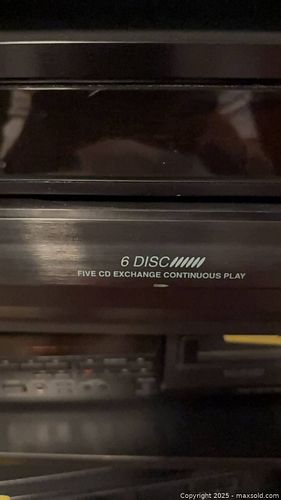 6 DISC
FIVE CD EXCHANGE CONTINUOUS PLAY
Copyright 2025 - maxsold.com